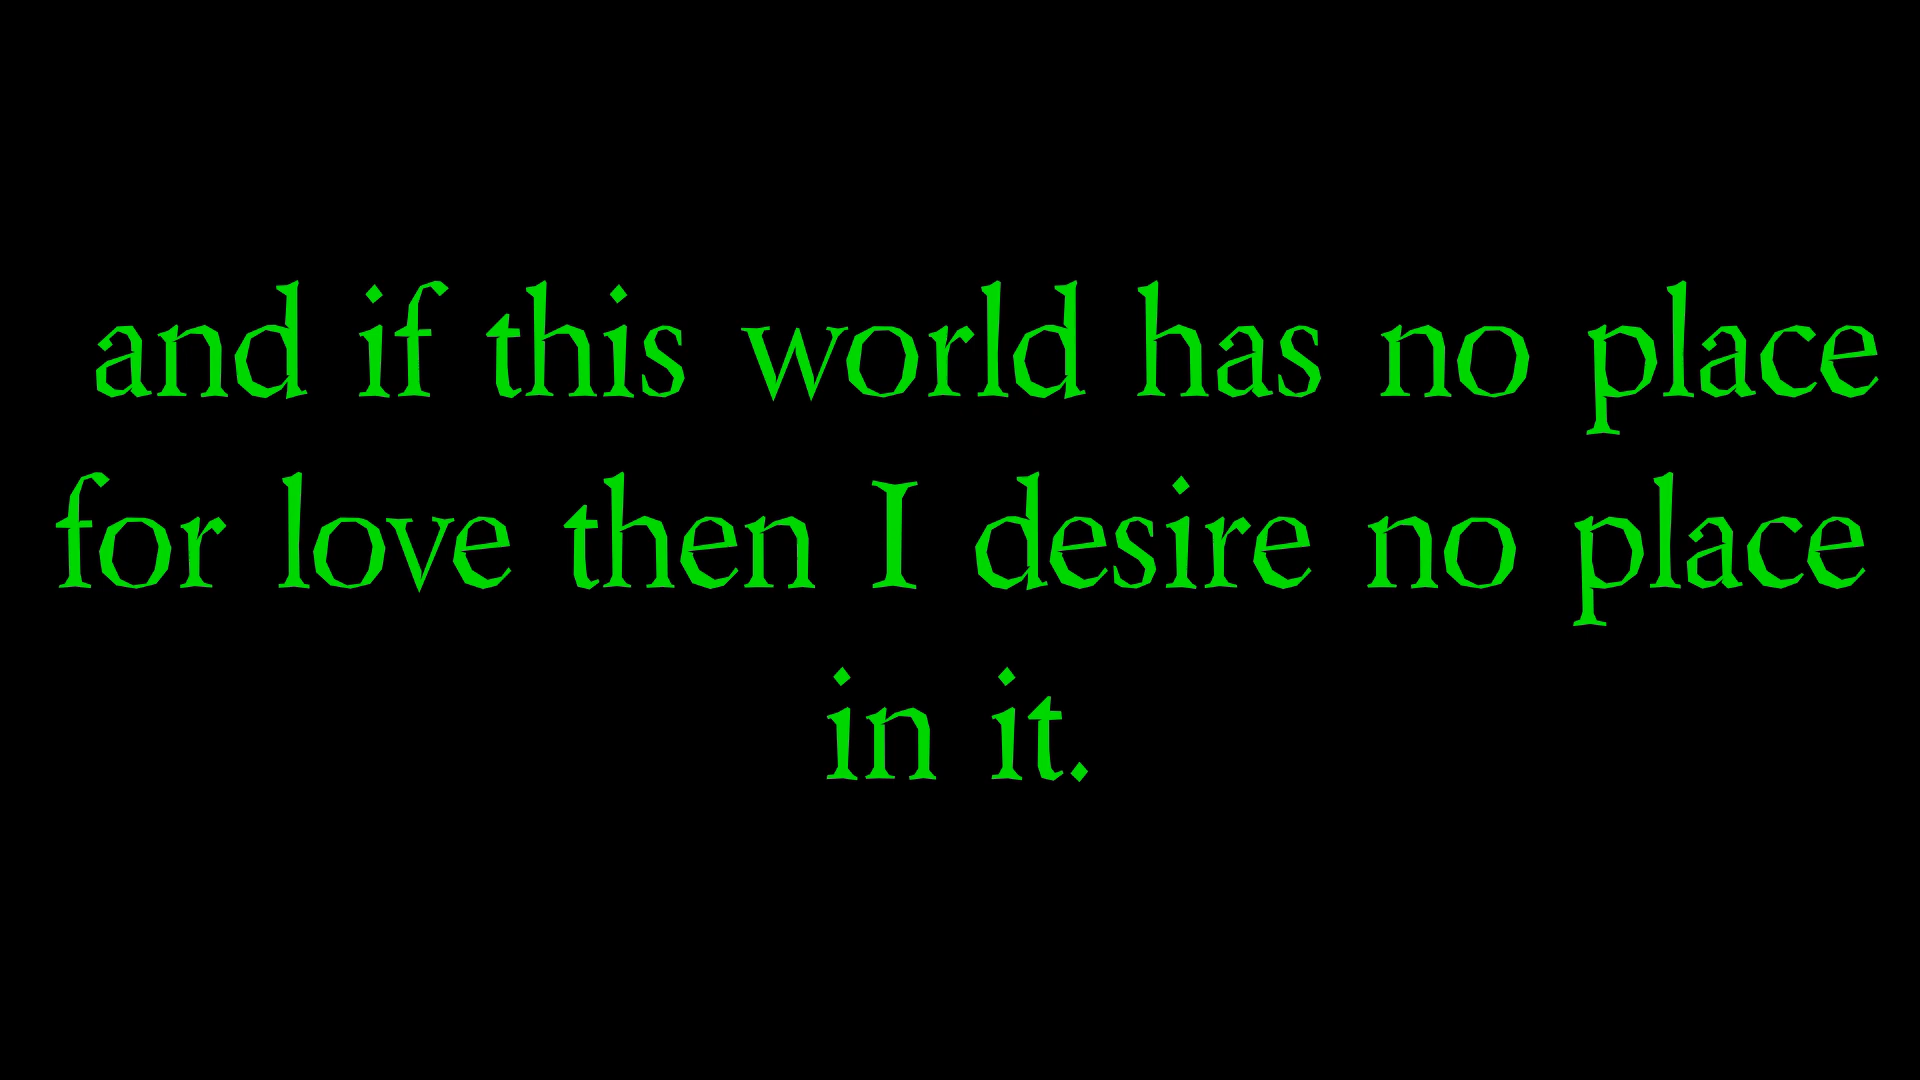 and if this world has no place
for love then I desire no place
in it.